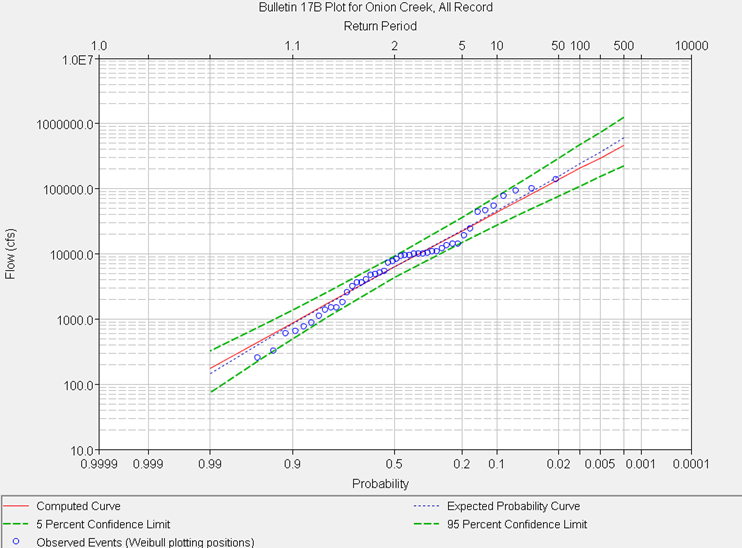 Bulletin 17B Plot for Onion Creek, All Record
Return Period
1.0 1.1 2 5 10 50 100 500 10000
1.0E7
1000000.0
100000.0
10000.0
1000.0
100.0
10.0
Flow (cfs)
0.9999 0.999 0.99 0.9 0.5 0.2 0.1 0.02 0.005 0.001 0.0001
Probability
Computed Curve
Expected Probability Curve
5 Percent Confidence Limit
95 Percent Confidence Limit
Observed Events (Weibull plotting positions)